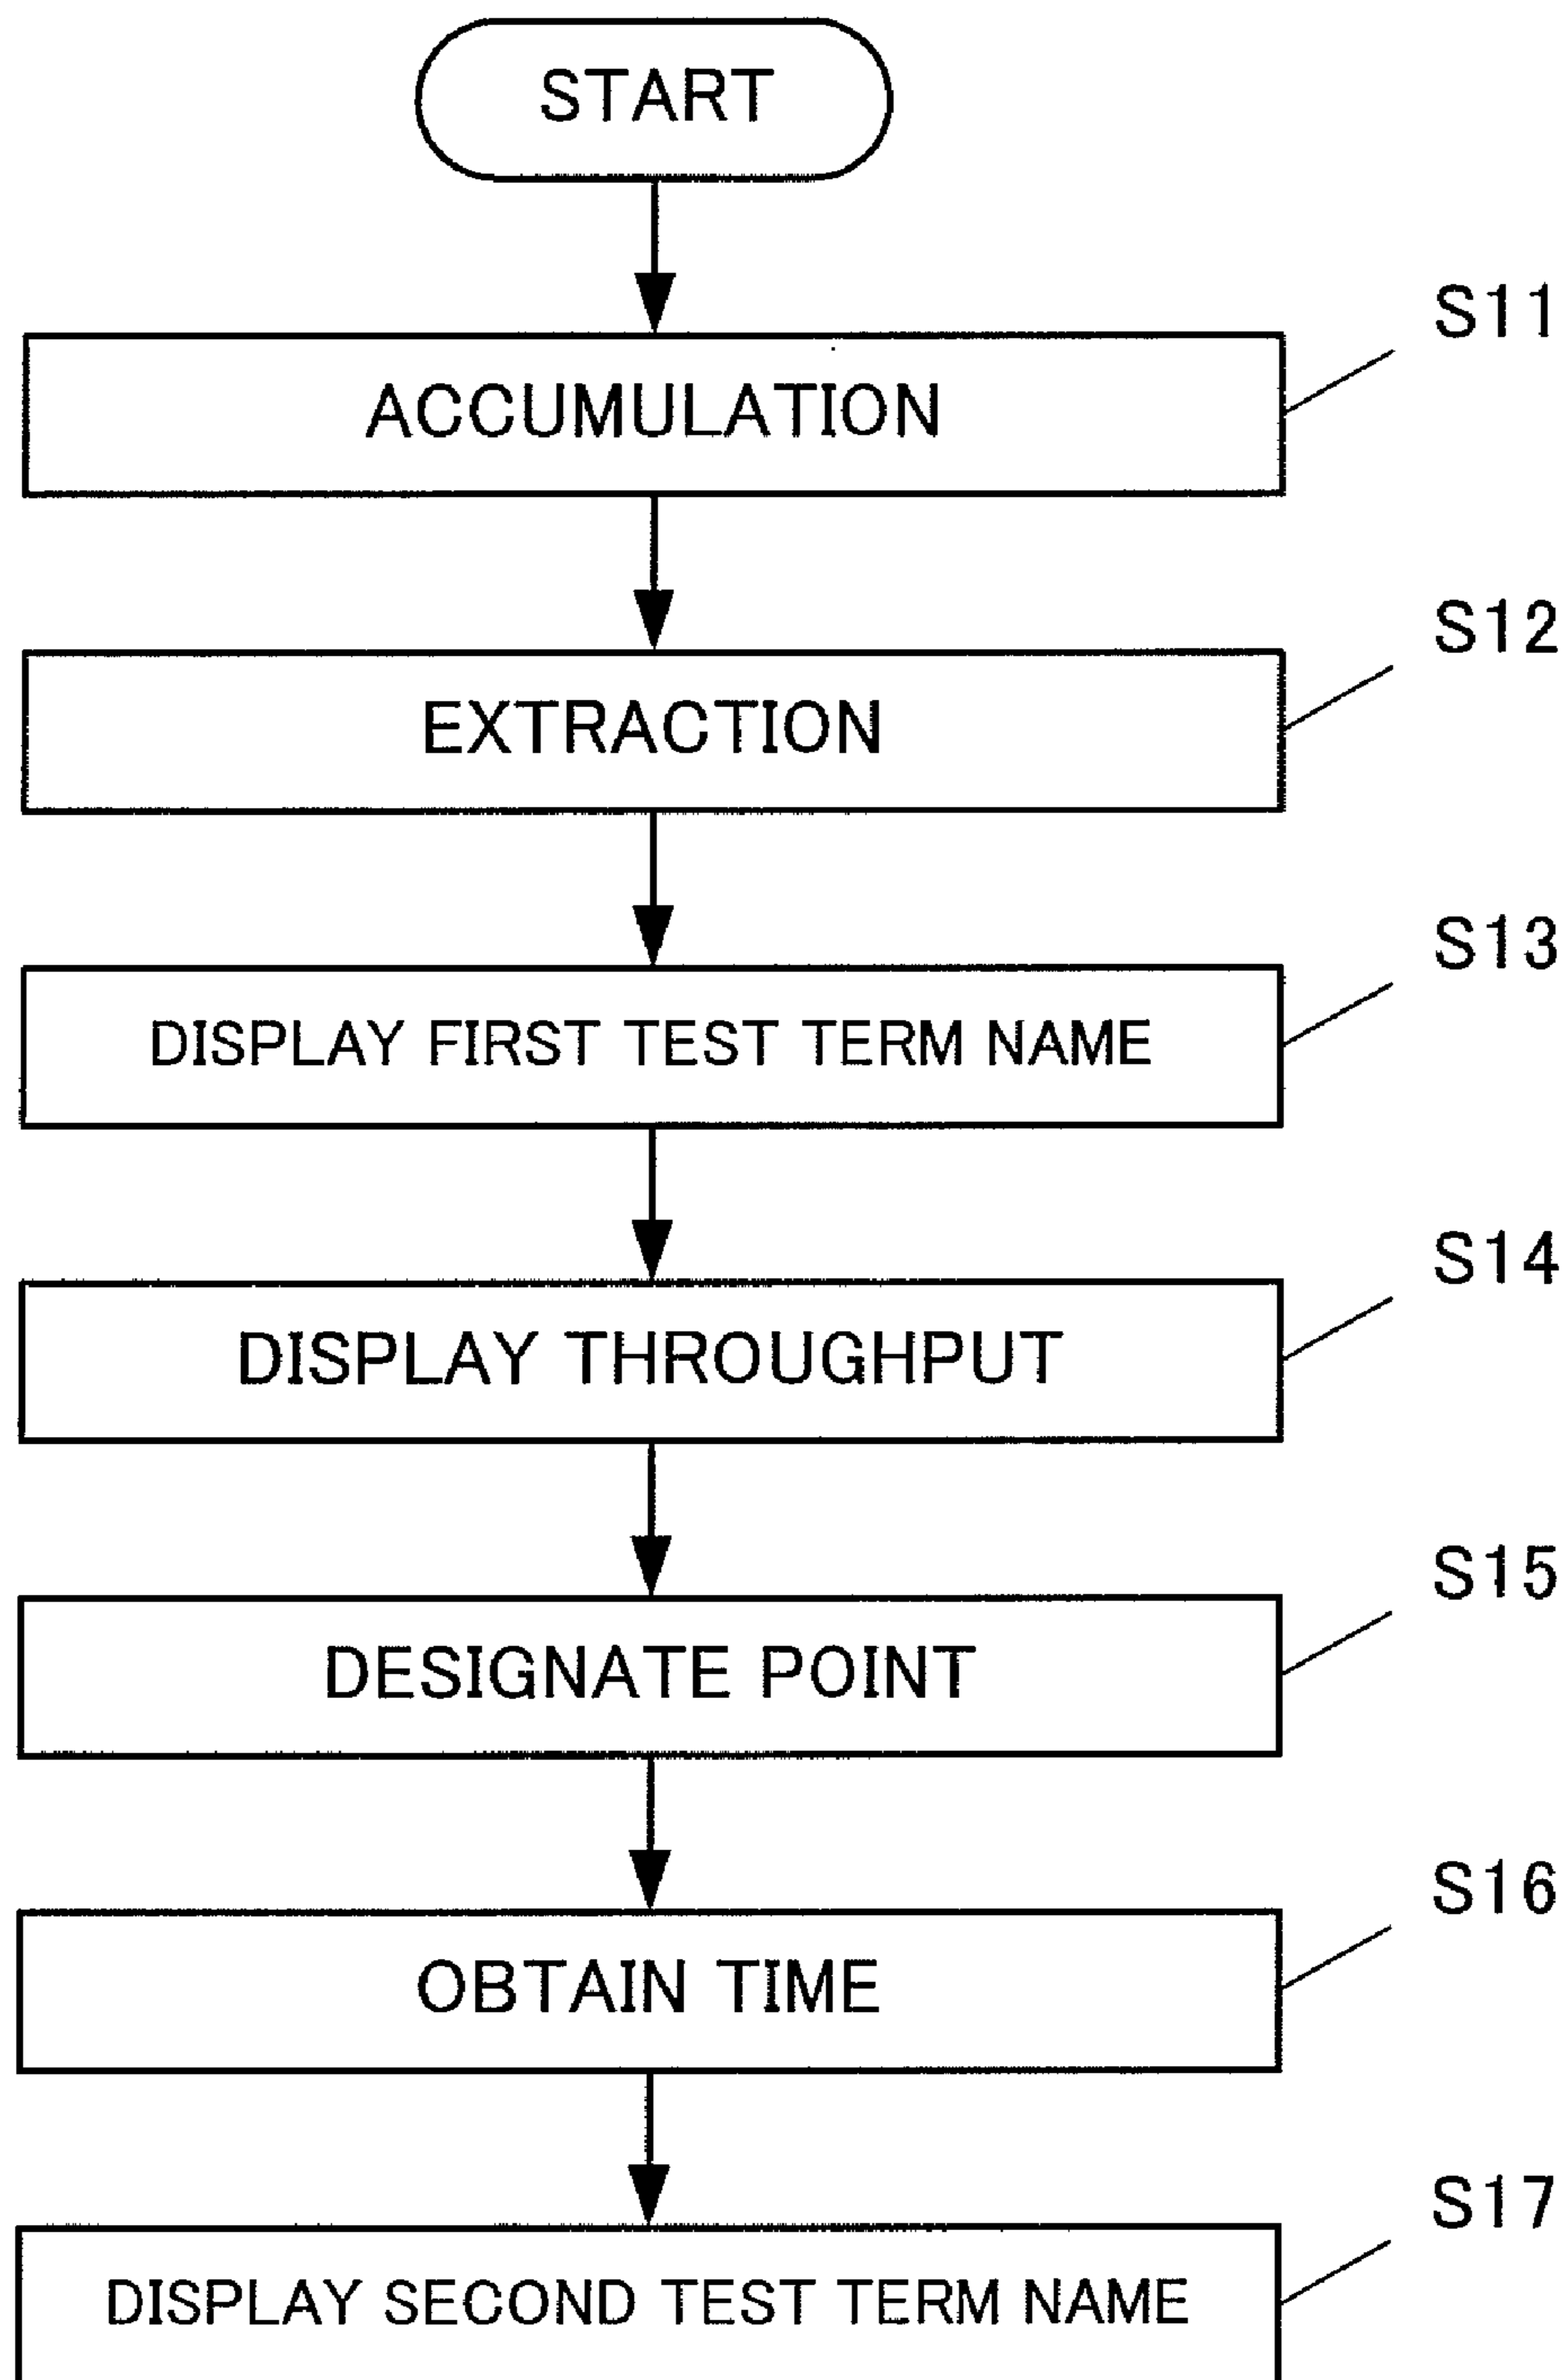 START
S11
ACCUMULATION
S12
EXTRACTION
S13
DISPLAY FIRST TEST TERM NAME
S14
DISPLAY THROUGHPUT
S15
DESIGNATE POINT
S16
OBTAIN TIME
S17
DISPLAY SECOND TEST TERM NAME